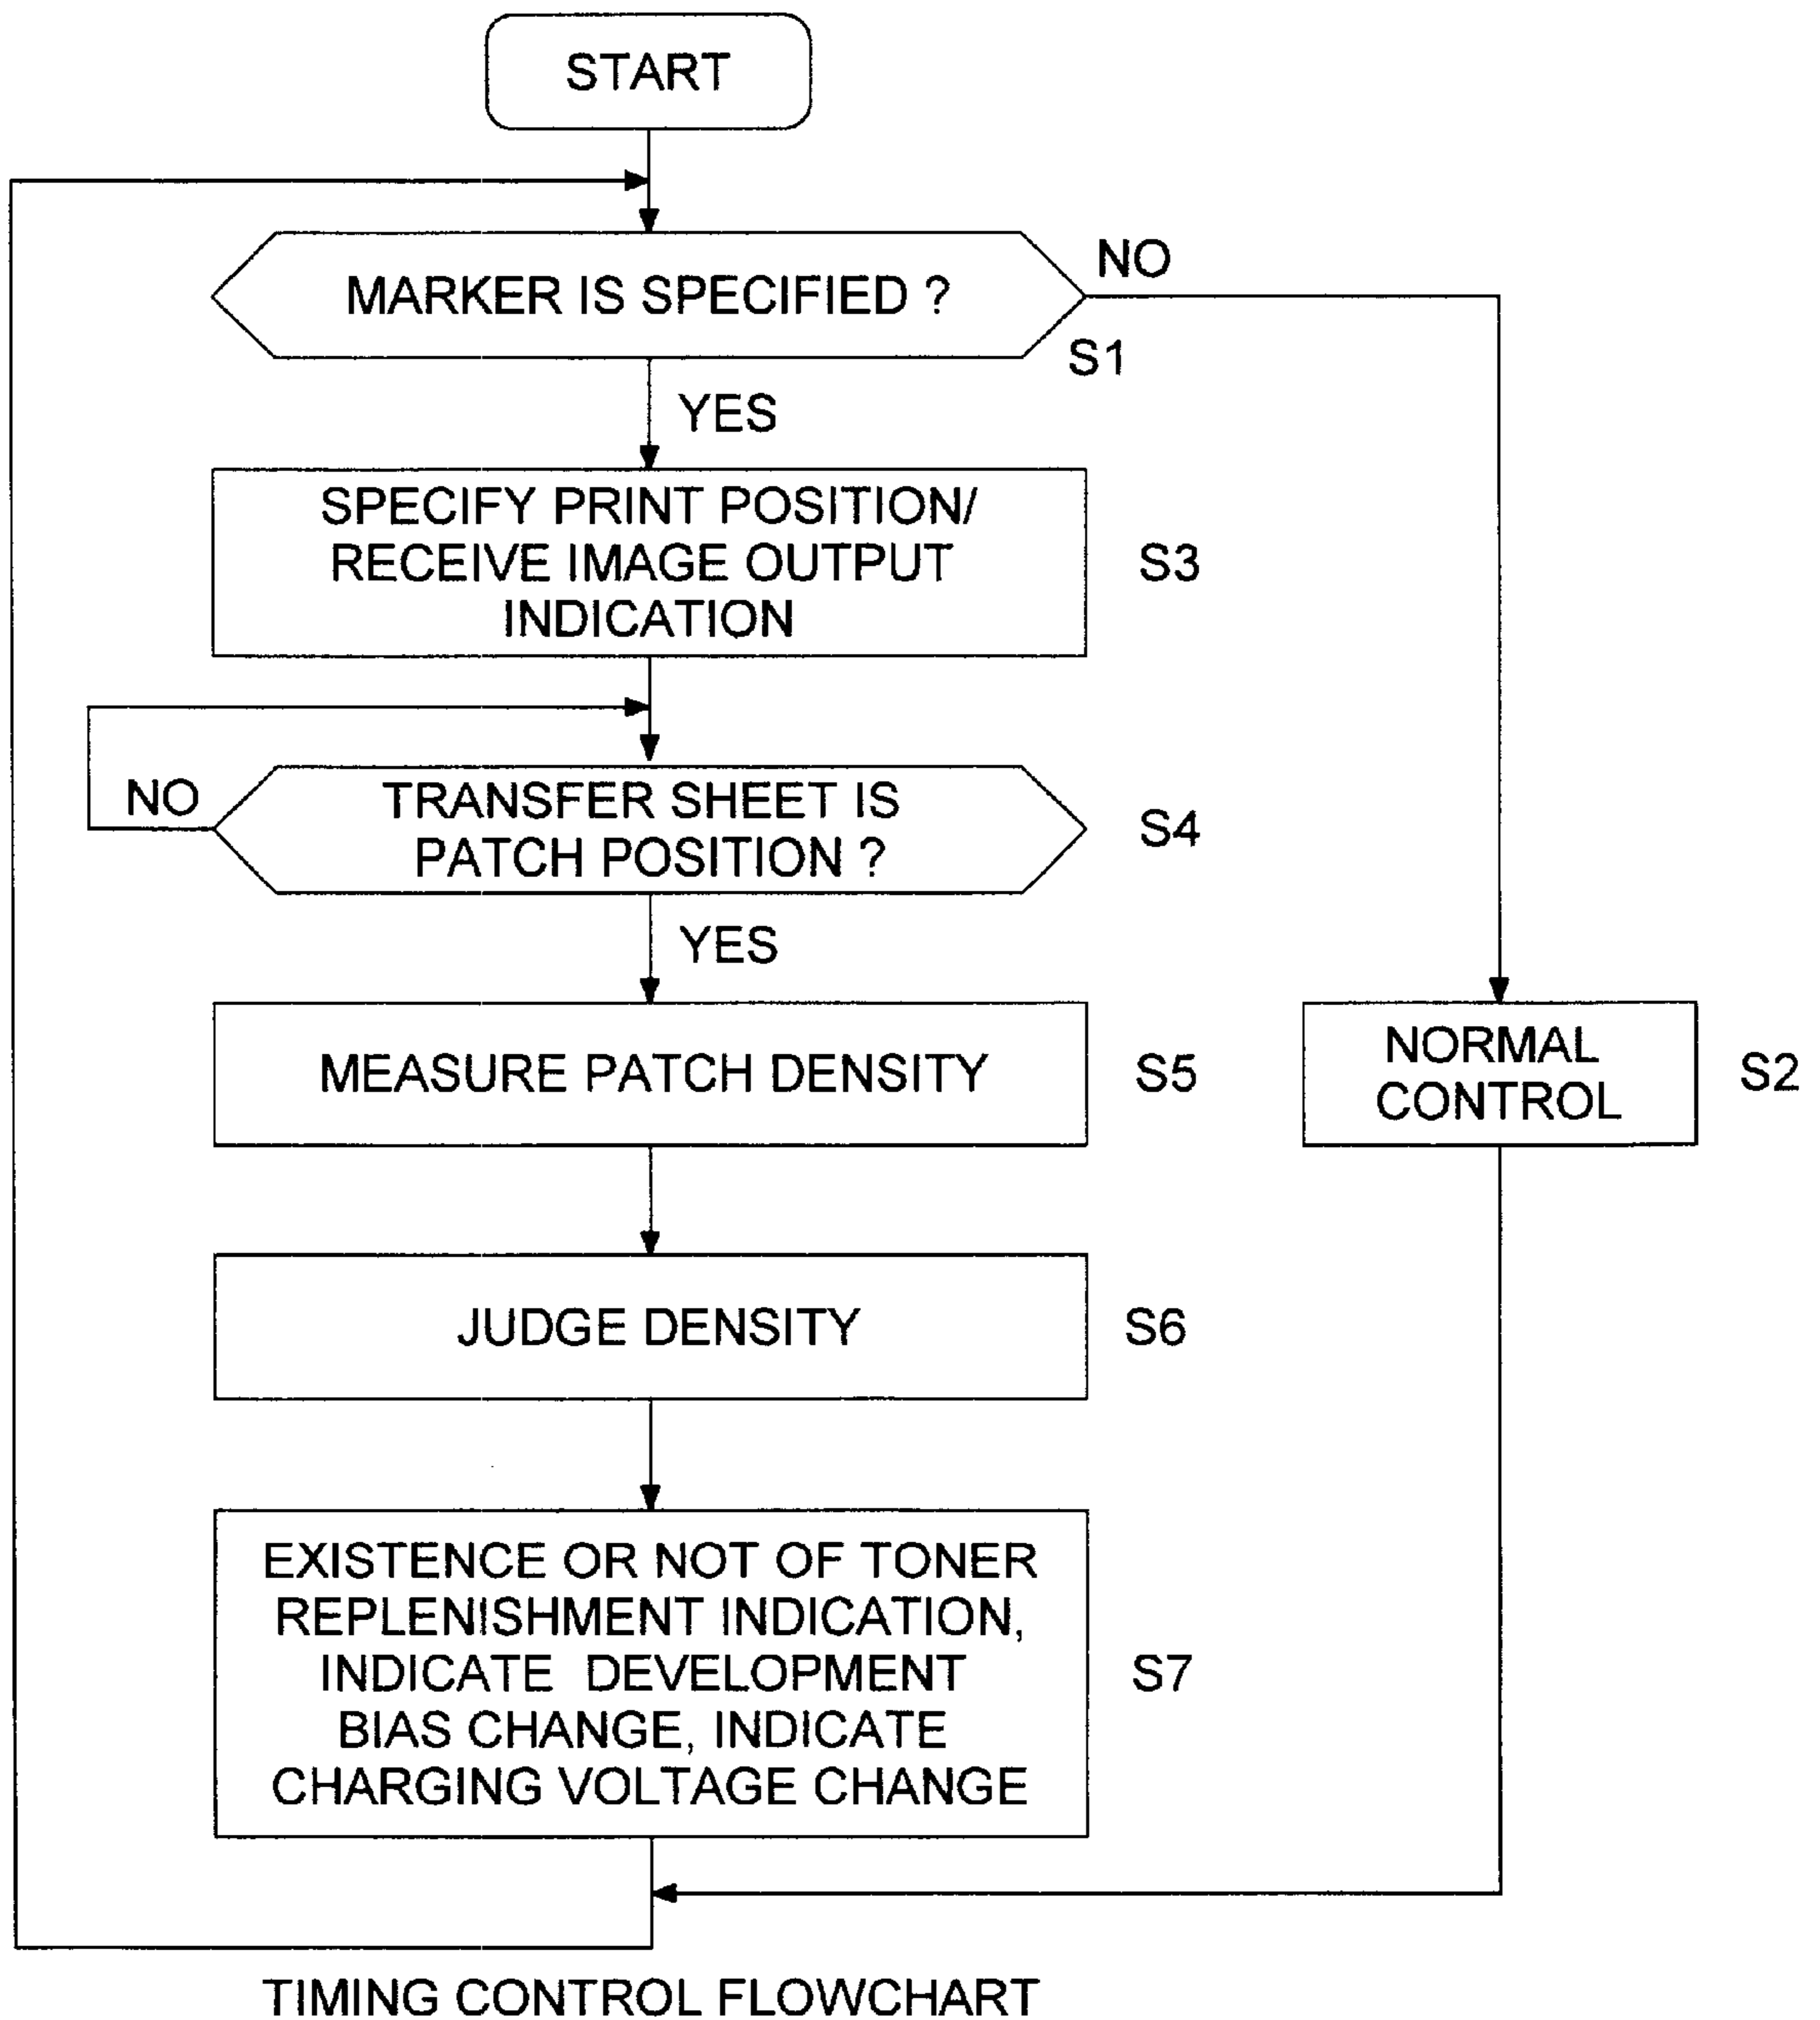 START
MARKER IS SPECIFIED ?
NO
S1
YES
SPECIFY PRINT POSITION/
RECEIVE IMAGE OUTPUT
INDICATION
S3
NO
TRANSFER SHEET IS
PATCH POSITION ?
S4
YES
MEASURE PATCH DENSITY
S5
NORMAL
CONTROL
S2
JUDGE DENSITY
S6
EXISTENCE OR NOT OF TONER
REPLENISHMENT INDICATION,
INDICATE DEVELOPMENT
BIAS CHANGE, INDICATE
CHARGING VOLTAGE CHANGE
S7
TIMING CONTROL FLOWCHART